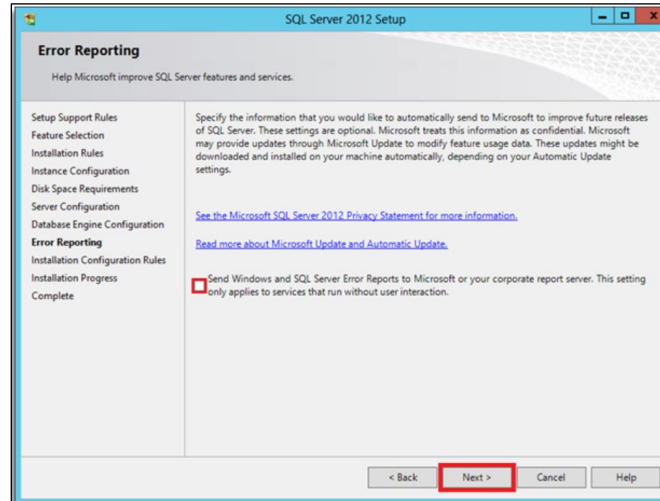 SQL Server 2012 Setup
Error Reporting
Help Microsoft improve SQL Server features and services.
Setup Support Rules
Feature Selection
Installation Rules
Instance Configuration
Disk Space Requirements
Server Configuration
Database Engine Configuration
Error Reporting
Installation Configuration Rules
Installation Progress
Complete
Specify the information that you would like to automatically send to Microsoft to improve future releases
of SQL Server. These settings are optional. Microsoft treats this information as confidential. Microsoft
may provide updates through Microsoft Update to modify feature usage data. These updates might be
downloaded and installed on your machine automatically, depending on your Automatic Update
settings.
See the Microsoft SQL Server 2012 Privacy Statement for more information.
Read more about Microsoft Update and Automatic Update.
Send Windows and SQL Server Error Reports to Microsoft or your corporate report server. This setting
only applies to services that run without user interaction.
< Back
Next >
Cancel
Help